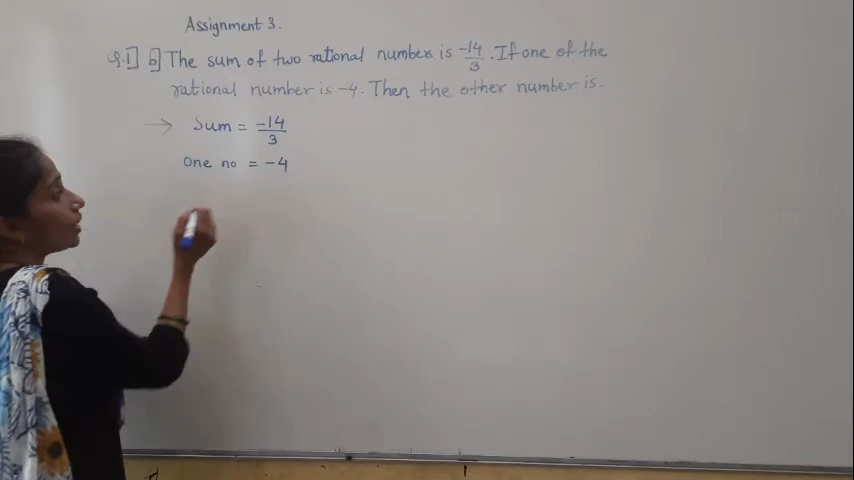 Assignment 3.
Q.1] b] The sum of two rational numbers is -14/3. If one of the
rational number is -4. Then the other number is.
→ Sum = -14/3
One no = -4